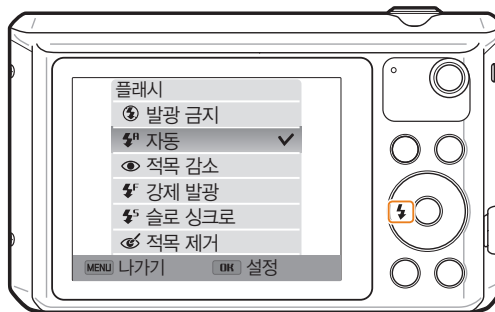 플래시
발광 금지
자동
적목 감소
강제 발광
슬로 싱크로
적목 제거
MENU 나가기 OK 설정